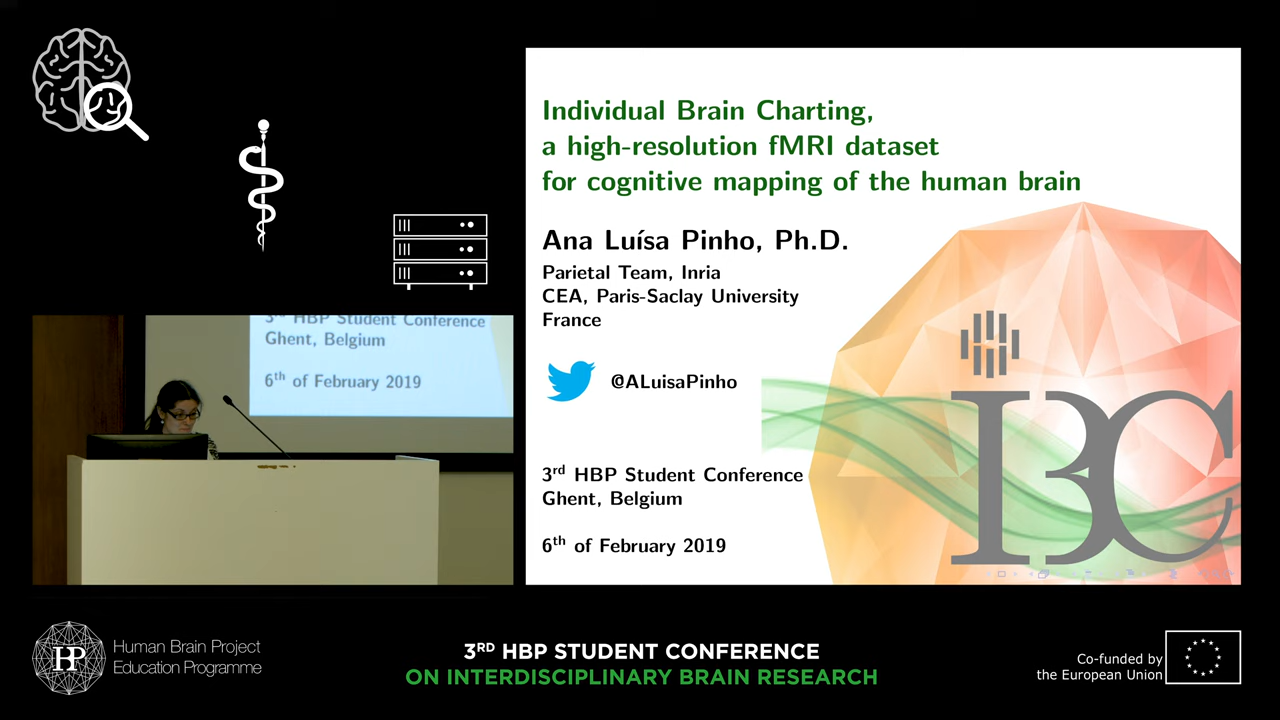 Individual Brain Charting,
a high-resolution fMRI dataset
for cognitive mapping of the human brain
Ana Luísa Pinho, Ph.D.
Parietal Team, Inria
CEA, Paris-Saclay University
France
@ALuisaPinho
3rd HBP Student Conference
Ghent, Belgium
6th of February 2019
IBC
3rd HBP Student Conference
Ghent, Belgium
6th of February 2019
HP
Human Brain Project
Education Programme
3RD HBP STUDENT CONFERENCE
ON INTERDISCIPLINARY BRAIN RESEARCH
Co-funded by
the European Union